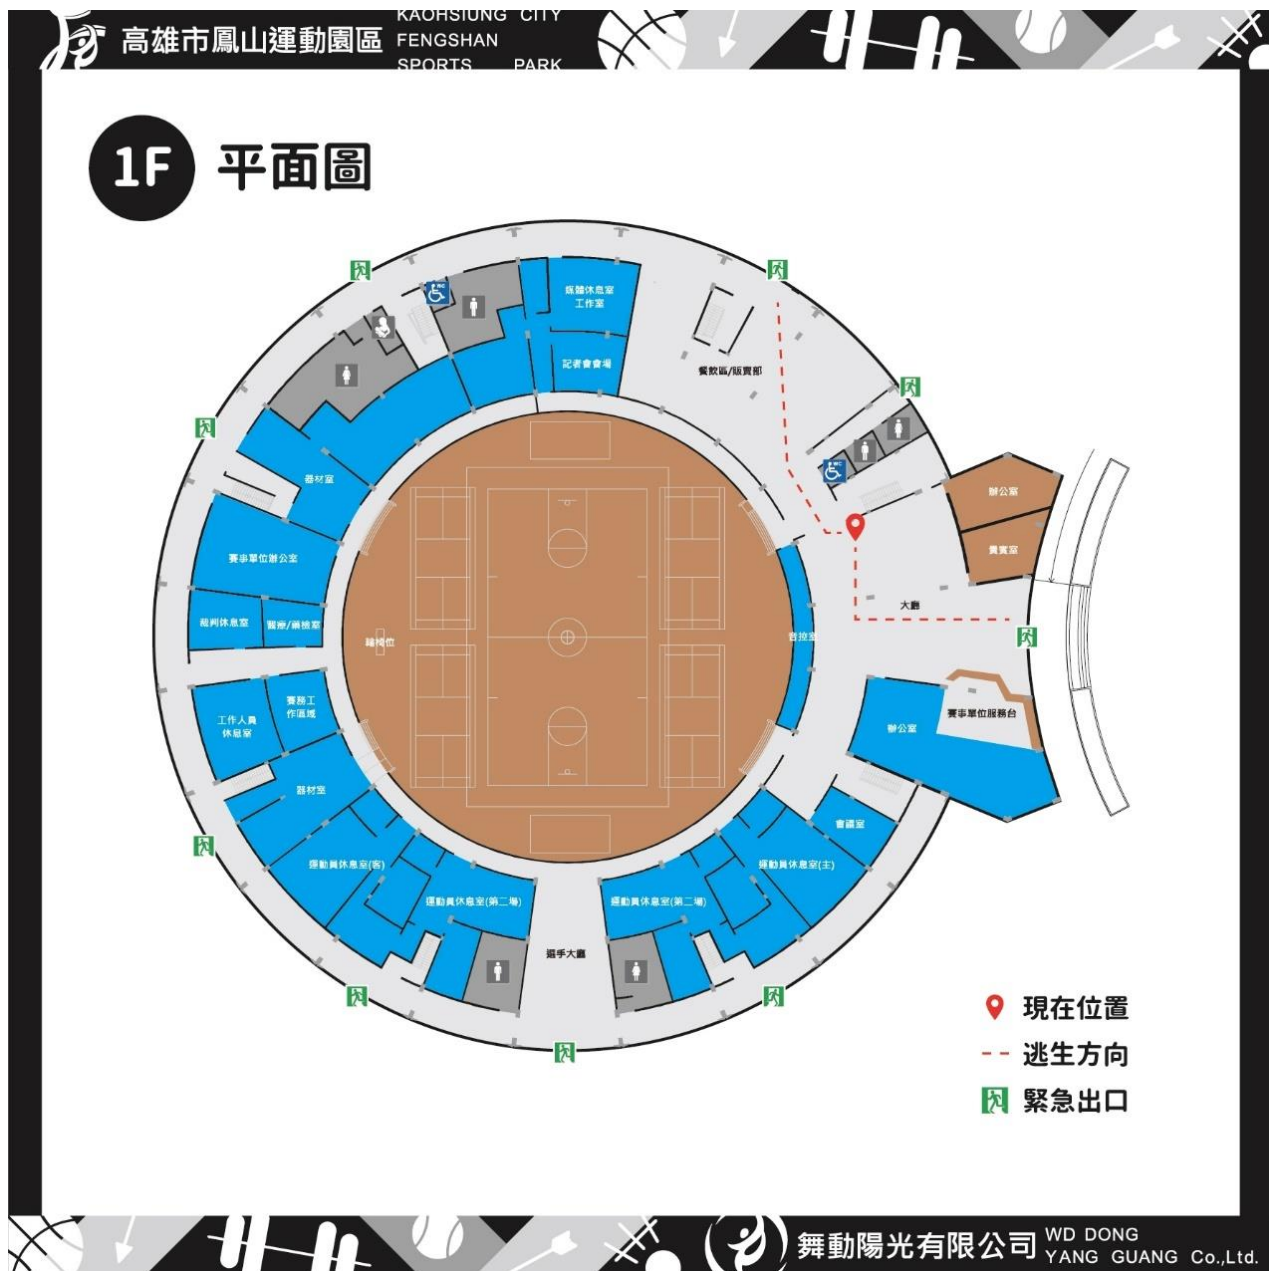 高雄市鳳山運動園區
KAOHSIUNG CITY
FENGSHAN
SPORTS PARK
1F 平面圖
媒體休息室
工作室
記者會會場
餐飲區/販賣部
WC
器材室
WC
辦公室
貴賓室
賽事單位辦公室
大廳
裁判休息室
醫療/藥檢室
輪椅位
音控室
賽務工
作區域
工作人員
休息室
賽事單位服務台
辦公室
器材室
會議室
運動員休息室(客)
運動員休息室(主)
運動員休息室(第二場)
運動員休息室(第二場)
選手大廳
現在位置
逃生方向
緊急出口
舞動陽光有限公司
WD DONG
YANG GUANG Co.,Ltd.